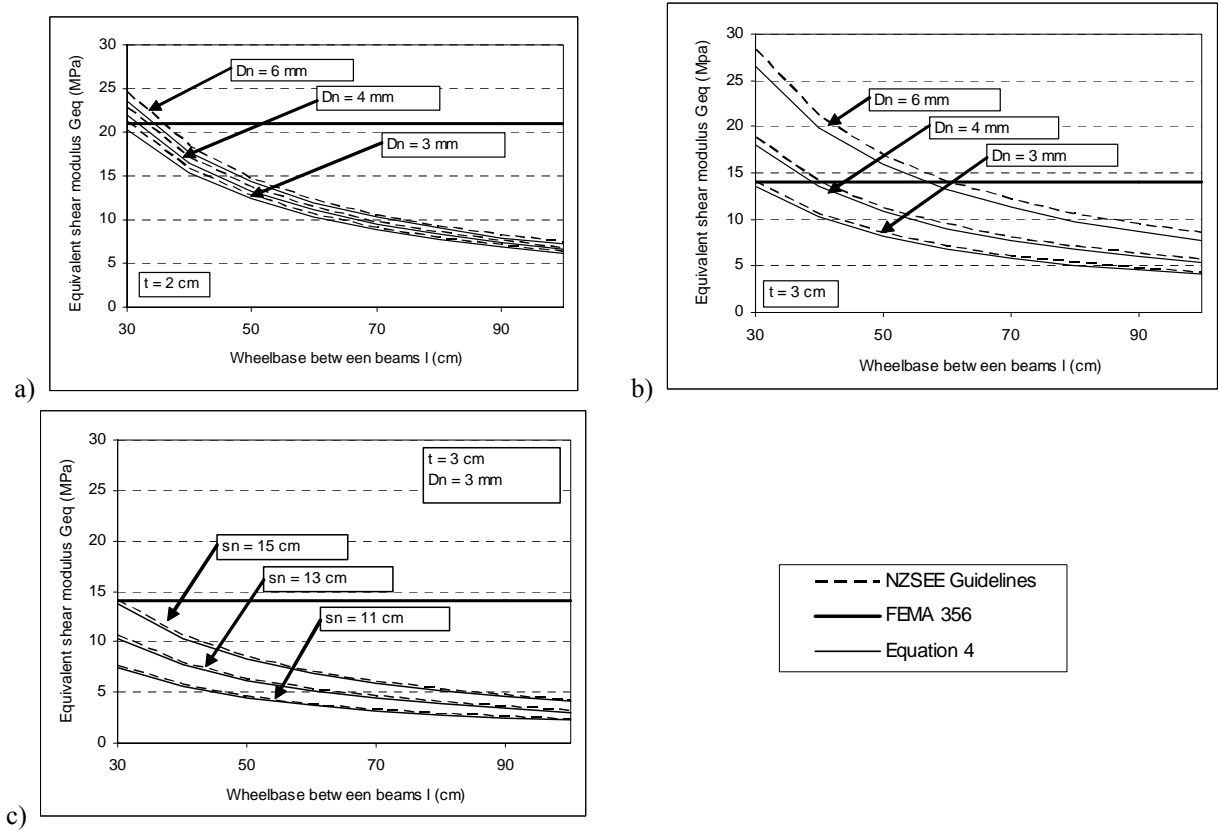 30
25
20
15
10
5
0
30 50 70 90
Equivalent shear modulus Geq (MPa)
Wheelbase betw een beams l (cm)
Dn = 6 mm
Dn = 4 mm
Dn = 3 mm
t = 2 cm
a)
30
25
20
15
10
5
0
30 50 70 90
Equivalent shear modulus Geq (Mpa)
Wheelbase betw een beams l (cm)
Dn = 6 mm
Dn = 4 mm
Dn = 3 mm
t = 3 cm
b)
30
25
20
15
10
5
0
30 50 70 90
Equivalent shear modulus Geq (MPa)
Wheelbase betw een beams l (cm)
t = 3 cm
Dn = 3 mm
sn = 15 cm
sn = 13 cm
sn = 11 cm
c)
NZSEE Guidelines
FEMA 356
Equation 4